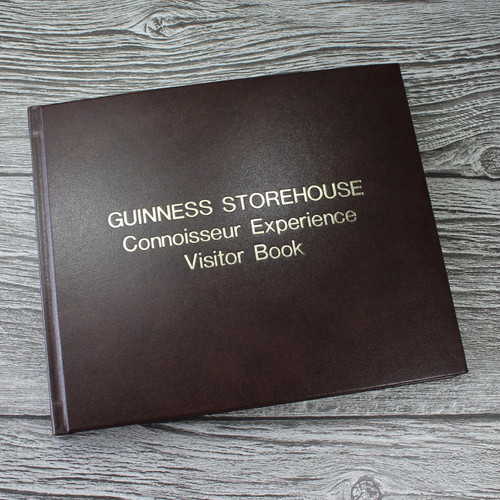 GUINNESS STOREHOUSE
Connoisseur Experience
Visitor Book